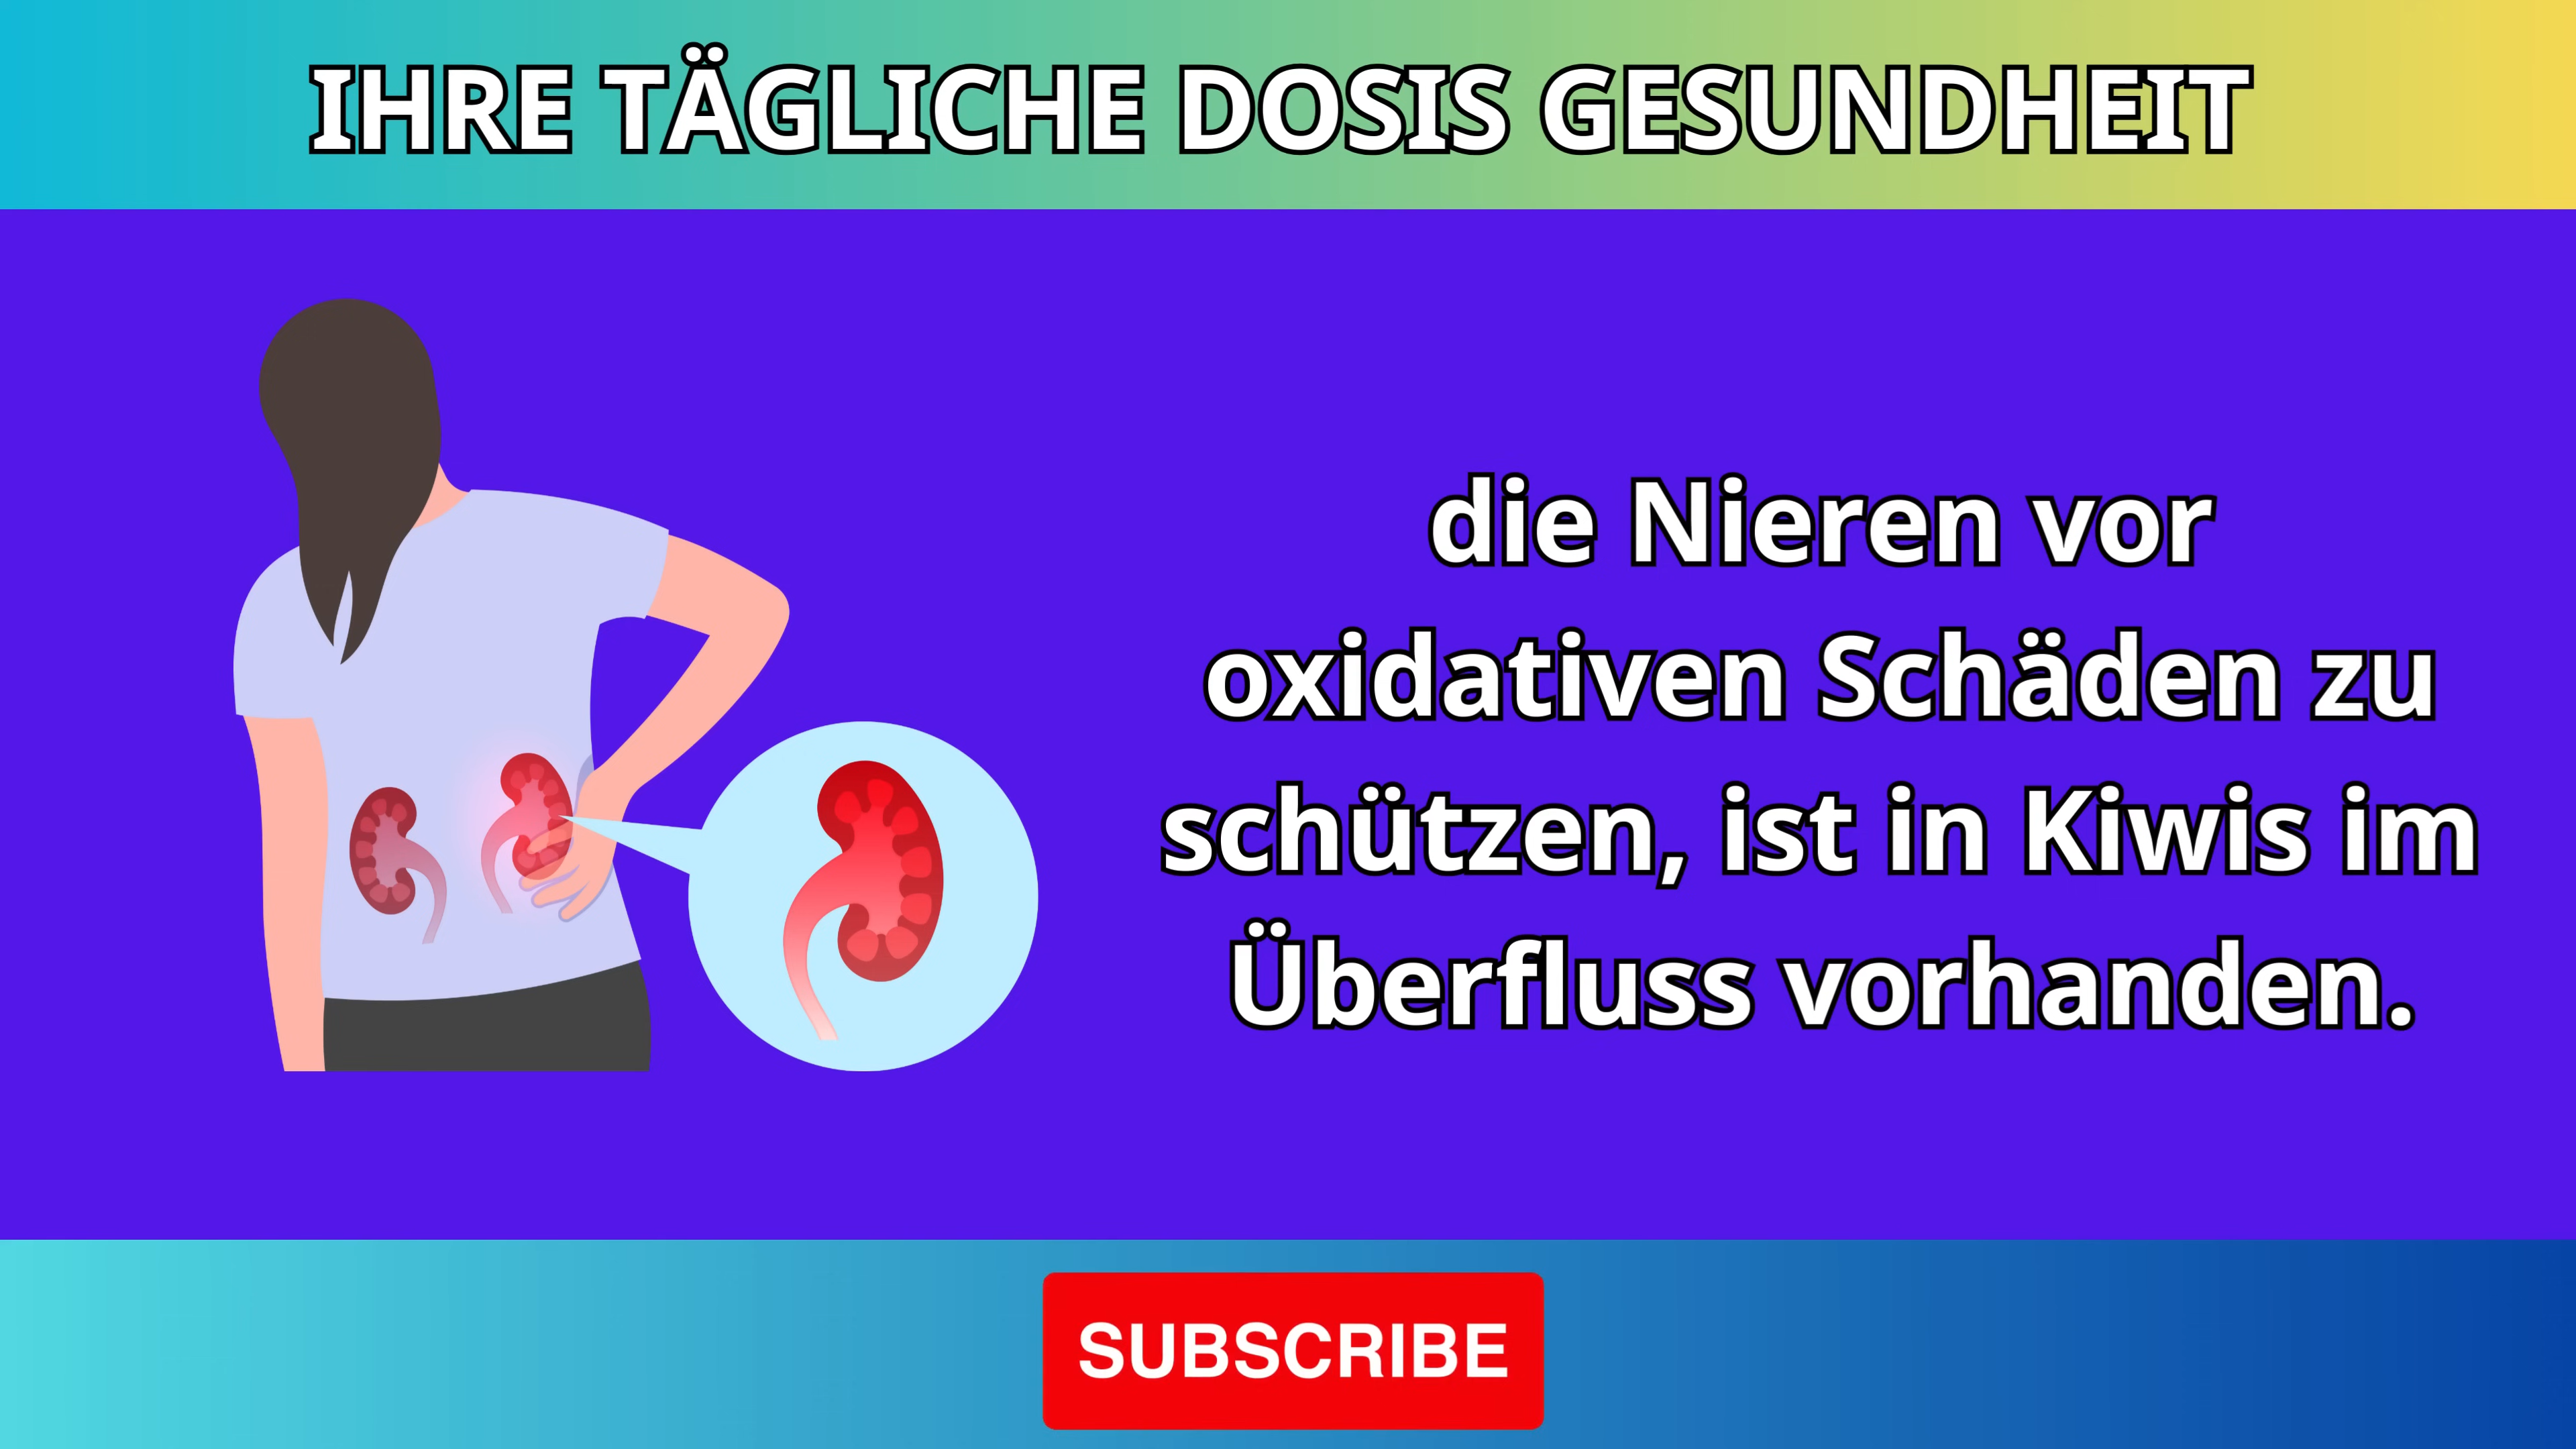 IHRE TÄGLICHE DOSIS GESUNDHEIT
die Nieren vor
oxidativen Schäden zu
schützen, ist in Kiwis im
Überfluss vorhanden.
SUBSCRIBE